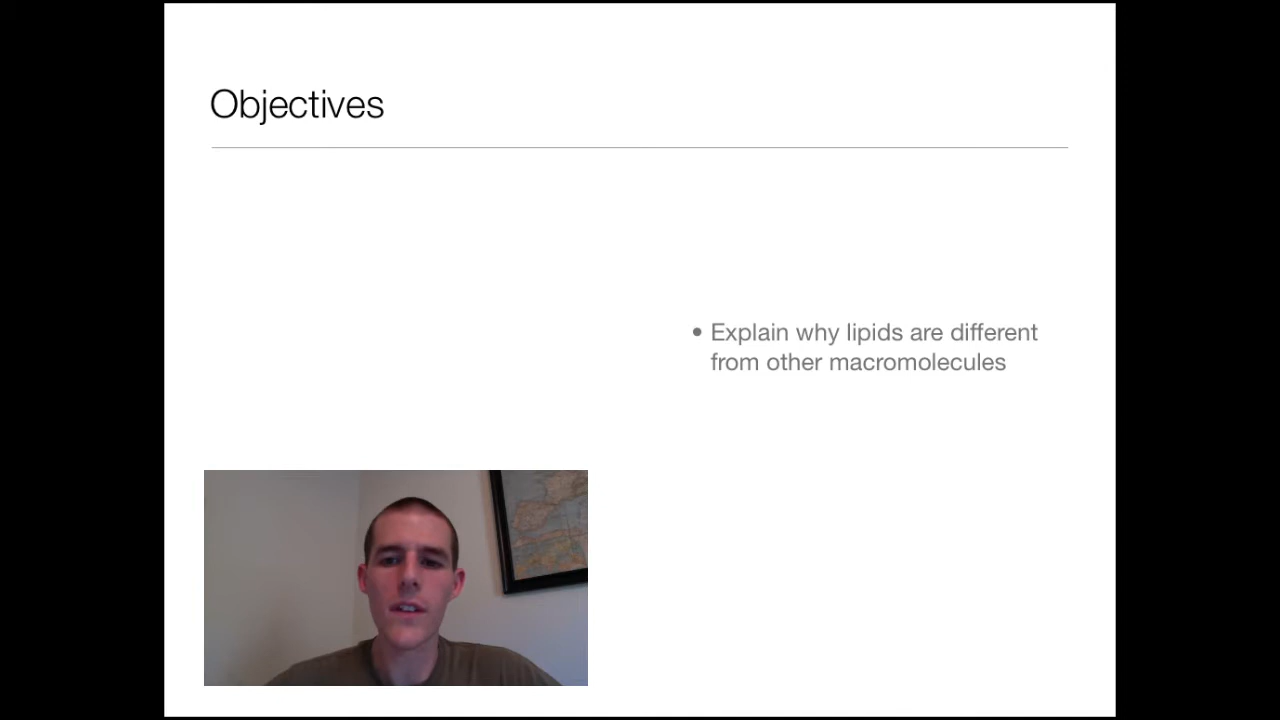 Objectives
• Explain why lipids are different
from other macromolecules